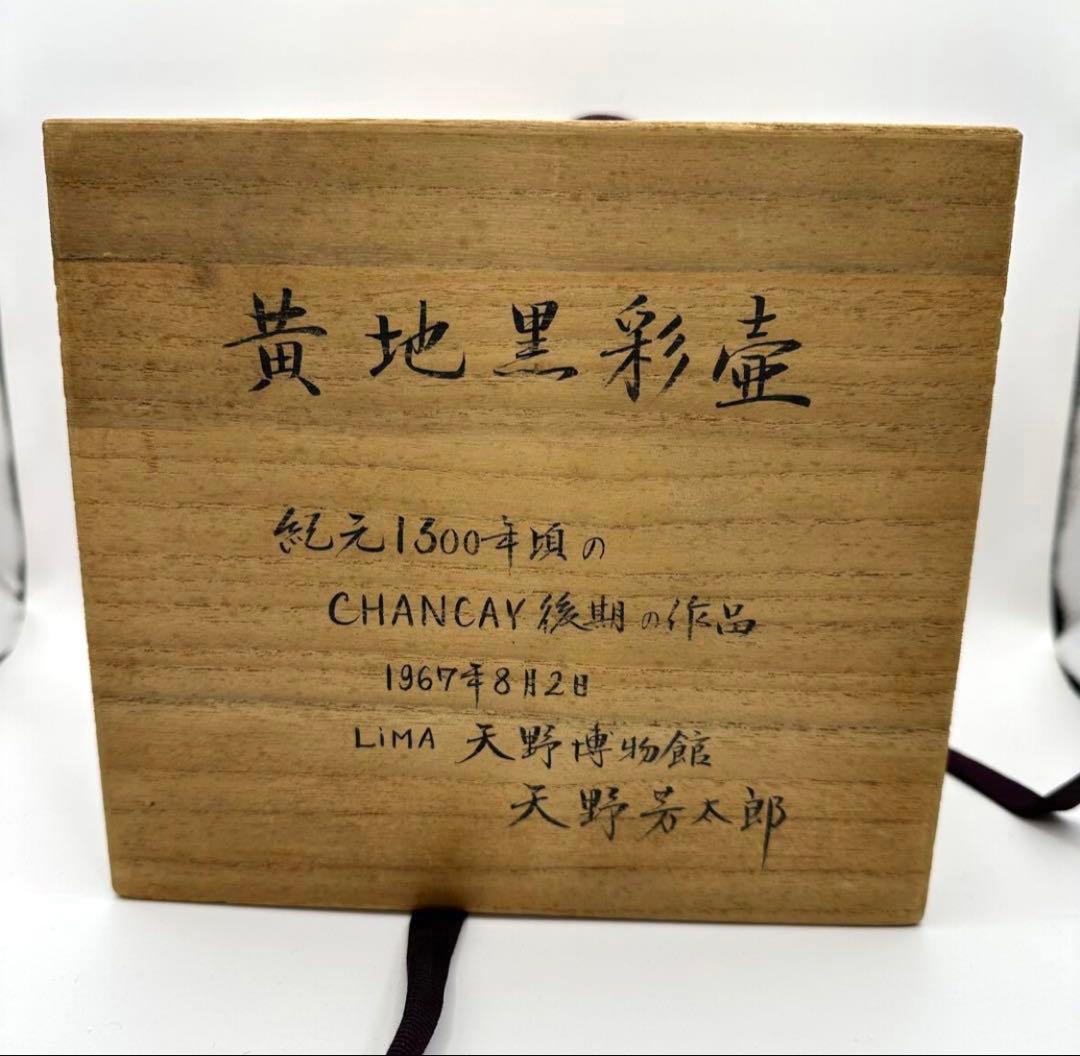 黄地黒彩壷
紀元1300年頃の
CHANCAY後期の作品
1967年8月2日
LiMA 天野博物館
天野芳太郎